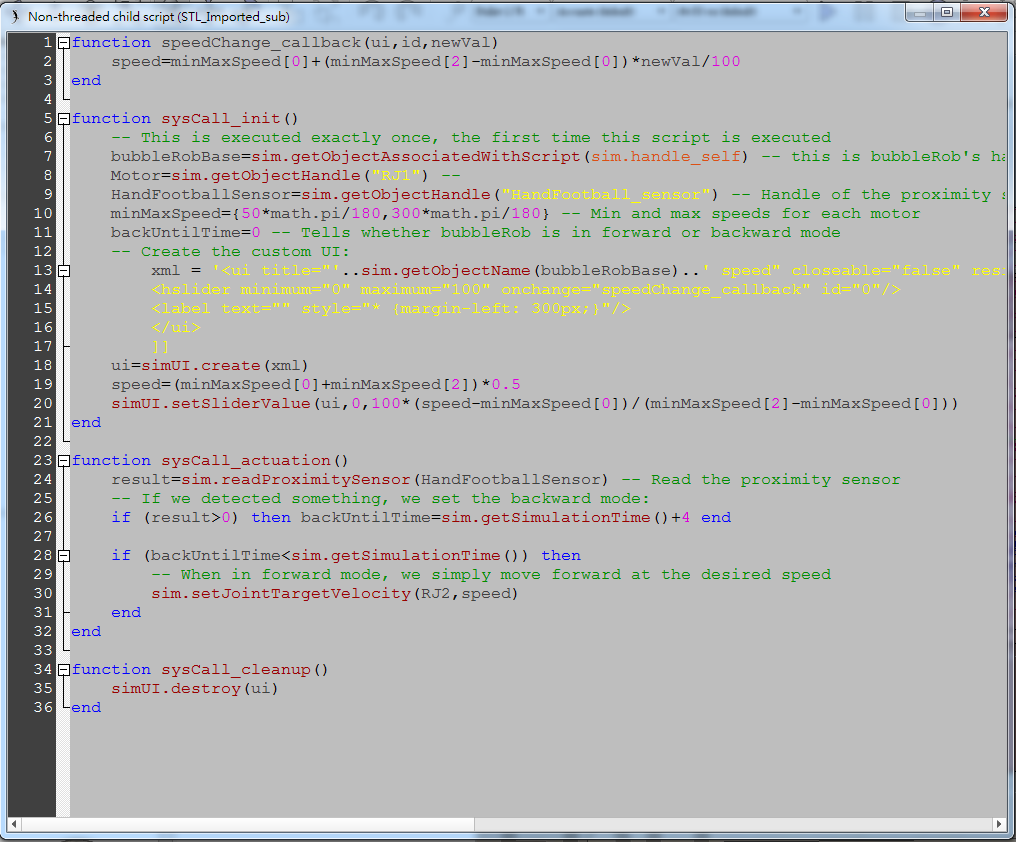 Non-threaded child script (STL_Imported_sub)
1 function speedChange_callback(ui,id,newVal)
2 speed=minMaxSpeed[0]+(minMaxSpeed[2]-minMaxSpeed[0])*newVal/100
3 end
4
5 function sysCall_init()
6 -- This is executed exactly once, the first time this script is executed
7 bubbleRobBase=sim.getObjectAssociatedWithScript(sim.handle_self) -- this is bubbleRob's ha
8 Motor=sim.getObjectHandle("RJ1") --
9 HandFootballSensor=sim.getObjectHandle("HandFootball_sensor") -- Handle of the proximity s
10 minMaxSpeed={50*math.pi/180,300*math.pi/180} -- Min and max speeds for each motor
11 backUntilTime=0 -- Tells whether bubbleRob is in forward or backward mode
12 -- Create the custom UI:
13 xml = '<ui title="'..sim.getObjectName(bubbleRobBase)..' speed" closeable="false" res
14 <hslider minimum="0" maximum="100" onchange="speedChange_callback" id="0"/>
15 <label text="" style="* {margin-left: 300px;}"/>
16 </ui>
17 ]]
18 ui=simUI.create(xml)
19 speed=(minMaxSpeed[0]+minMaxSpeed[2])*0.5
20 simUI.setSliderValue(ui,0,100*(speed-minMaxSpeed[0])/(minMaxSpeed[2]-minMaxSpeed[0]))
21 end
22
23 function sysCall_actuation()
24 result=sim.readProximitySensor(HandFootballSensor) -- Read the proximity sensor
25 -- If we detected something, we set the backward mode:
26 if (result>0) then backUntilTime=sim.getSimulationTime()+4 end
27
28 if (backUntilTime<sim.getSimulationTime()) then
29 -- When in forward mode, we simply move forward at the desired speed
30 sim.setJointTargetVelocity(RJ2,speed)
31 end
32 end
33
34 function sysCall_cleanup()
35 simUI.destroy(ui)
36 end